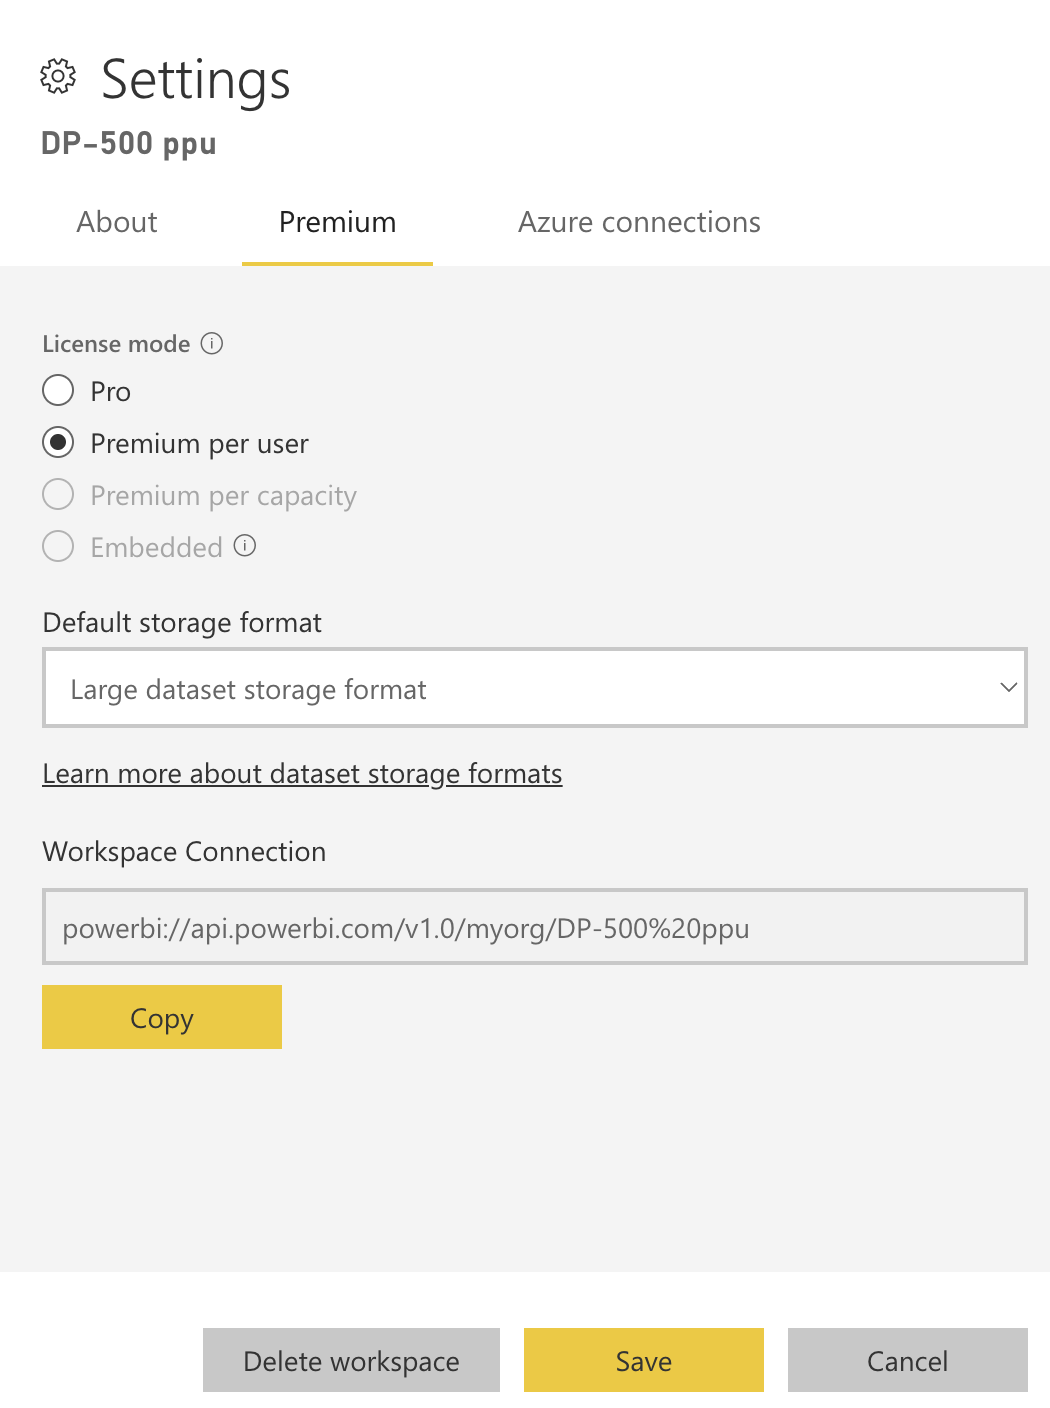 Settings
DP-500 ppu
About Premium Azure connections
License mode
Pro
Premium per user
Premium per capacity
Embedded
Default storage format
Large dataset storage format
Learn more about dataset storage formats
Workspace Connection
powerbi://api.powerbi.com/v1.0/myorg/DP-500%20ppu
Copy
Delete workspace Save Cancel